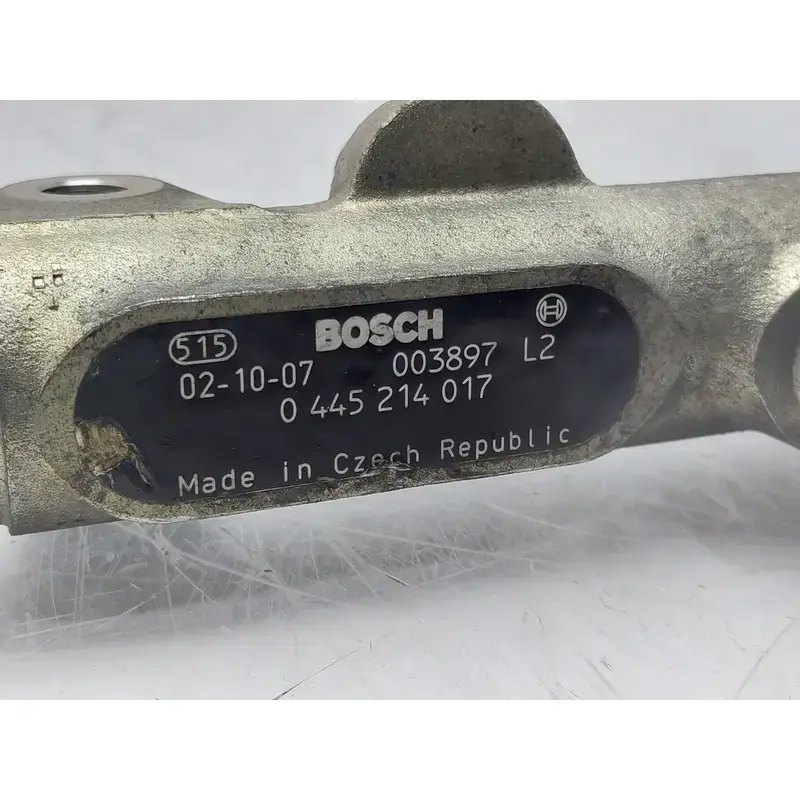 BOSCH
515
02-10-07 003897 L2
0 445 214 017
Made in Czech Republic